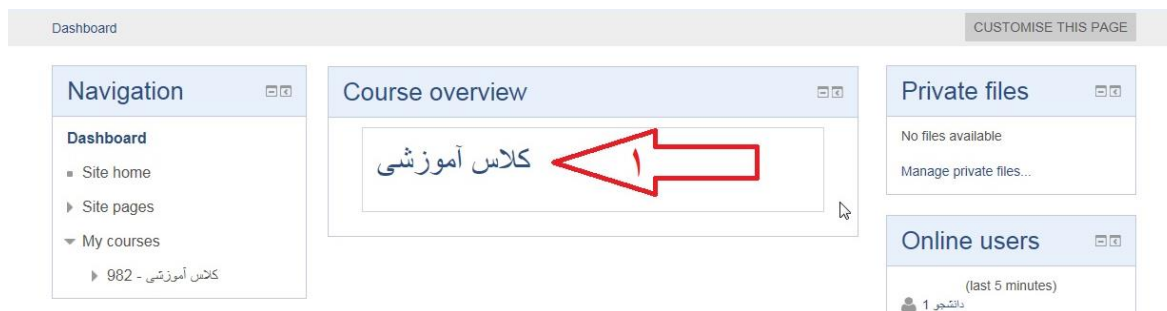 Dashboard
CUSTOMISE THIS PAGE
Navigation
Dashboard
Site home
Site pages
My courses
کلاس آموزشی - 982
Course overview
کلاس آموزشی
۱
Private files
No files available
Manage private files...
Online users
(last 5 minutes)
دانشجو 1